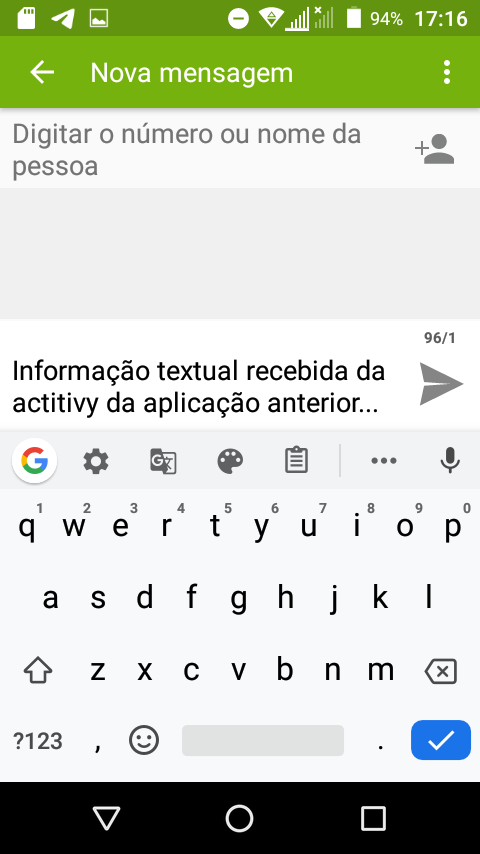 94% 17:16
Nova mensagem
Digitar o número ou nome da
pessoa
96/1
Informação textual recebida da
actitivy da aplicação anterior...
G
1 2 3 4 5 6 7 8 9 0
q w e r t y u i o p
a s d f g h j k l
z x c v b n m
?123 , .